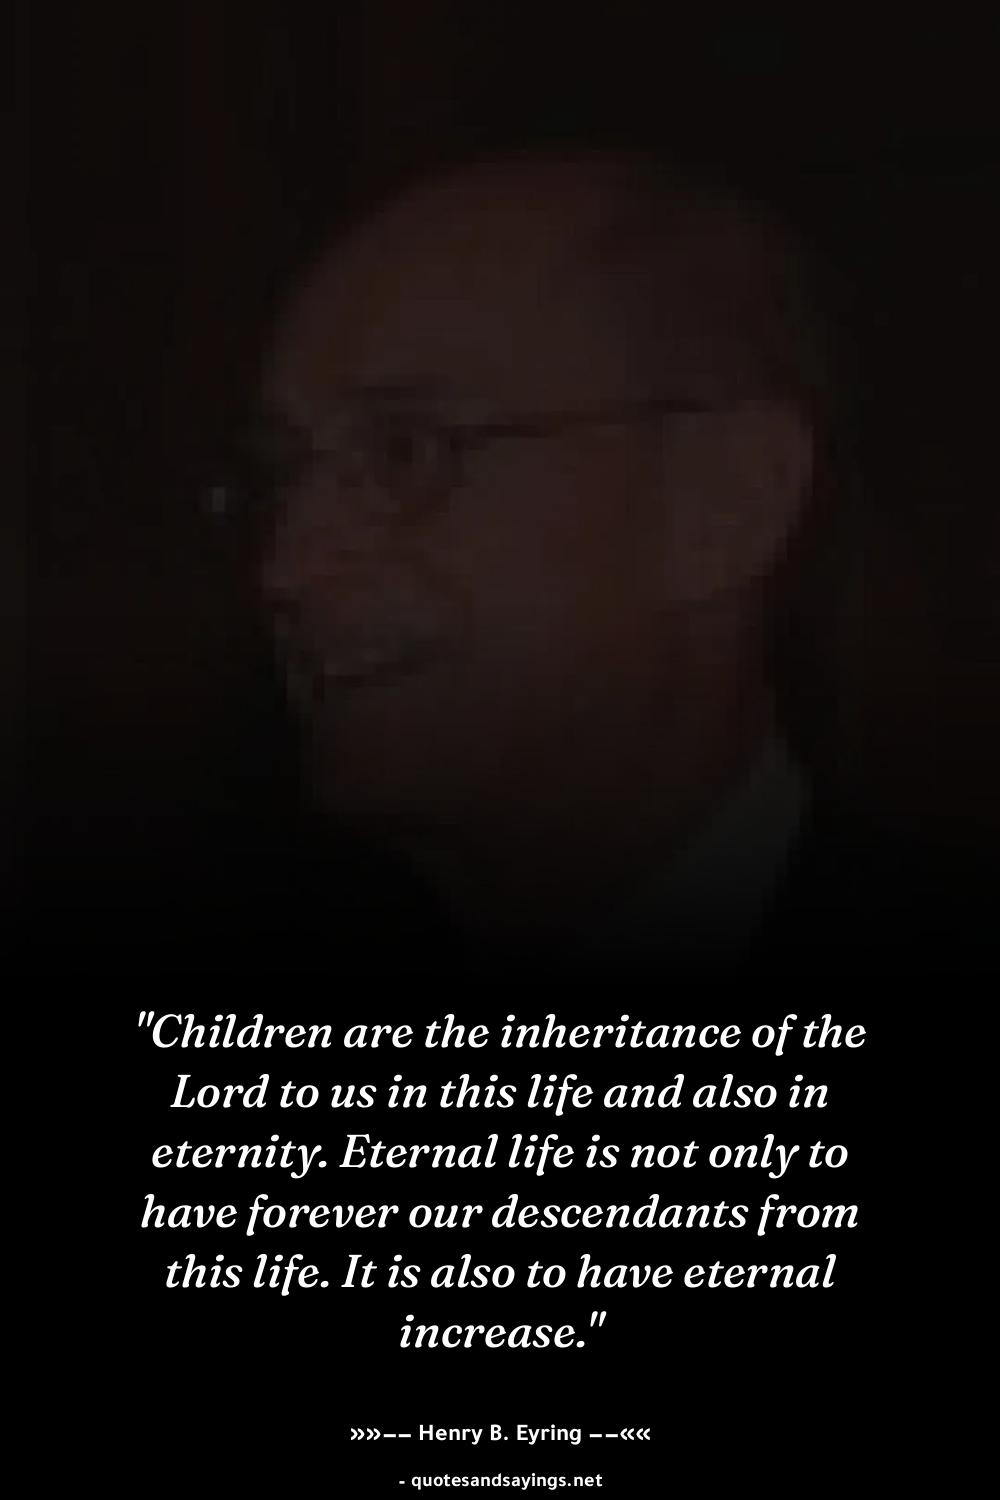 "Children are the inheritance of the
Lord to us in this life and also in
eternity. Eternal life is not only to
have forever our descendants from
this life. It is also to have eternal
increase."
»»–– Henry B. Eyring ––««
- quotesandsayings.net